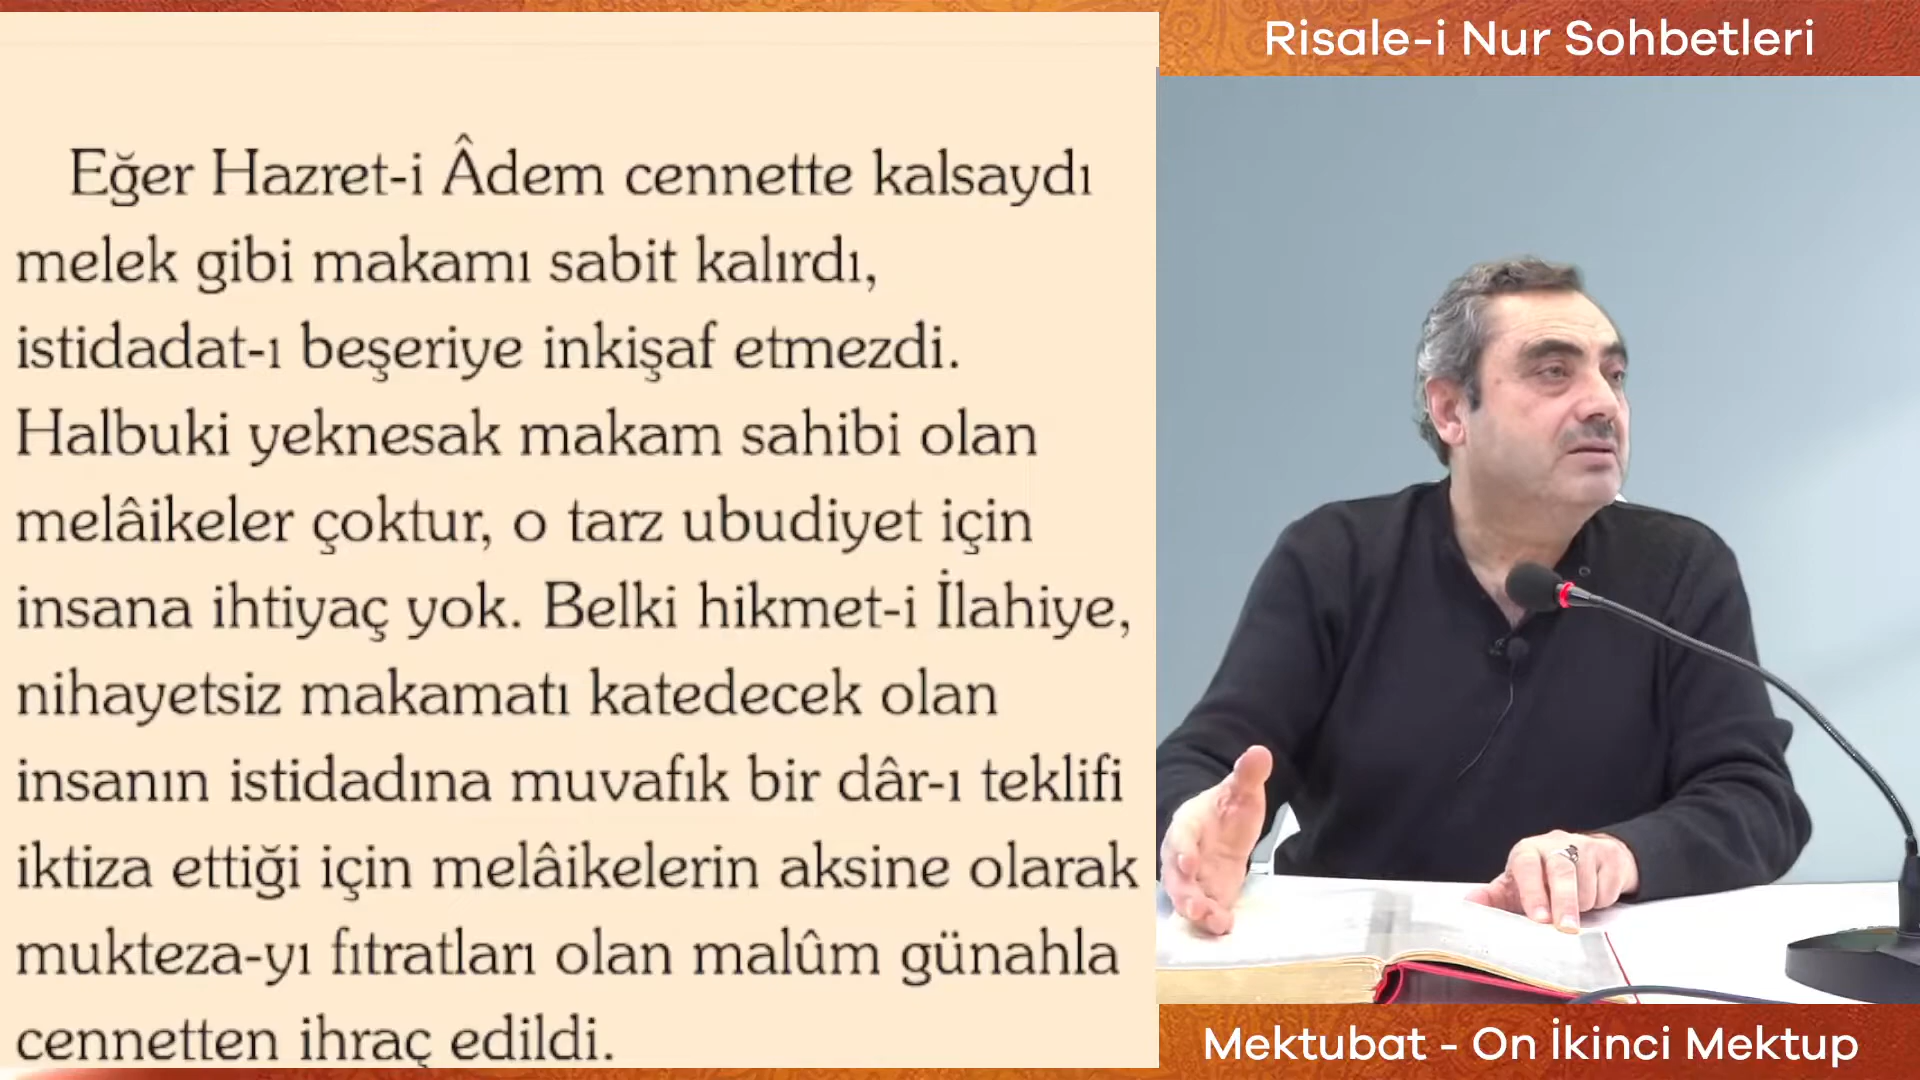 Risale-i Nur Sohbetleri
Eğer Hazret-i Âdem cennette kalsaydı
melek gibi makamı sabit kalırdı,
istidadat-ı beşeriye inkişaf etmezdi.
Halbuki yeknesak makam sahibi olan
melâikeler çoktur, o tarz ubudiyet için
insana ihtiyaç yok. Belki hikmet-i İlahiye,
nihayetsiz makamatı katedecek olan
insanın istidadına muvafık bir dâr-ı teklifi
iktiza ettiği için melâikelerin aksine olarak
mukteza-yı fıtratları olan malûm günahla
cennetten ihraç edildi.
Mektubat - On İkinci Mektup